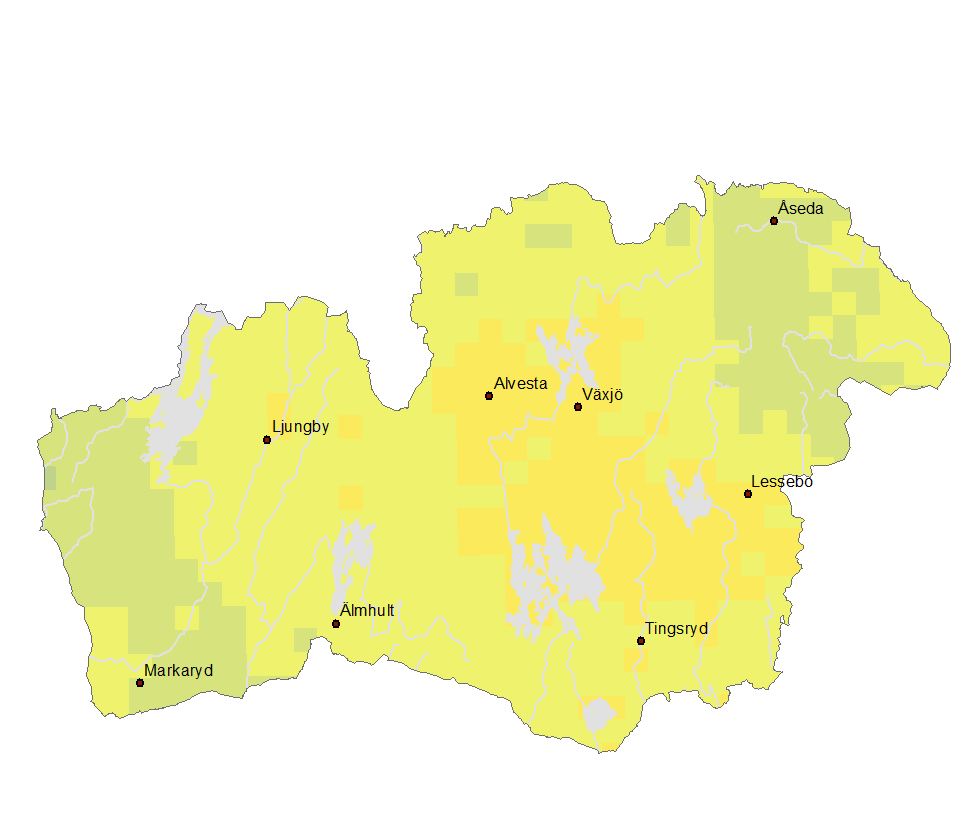 Åseda
Alvesta
Växjö
Ljungby
Lessebo
Älmhult
Tingsryd
Markaryd